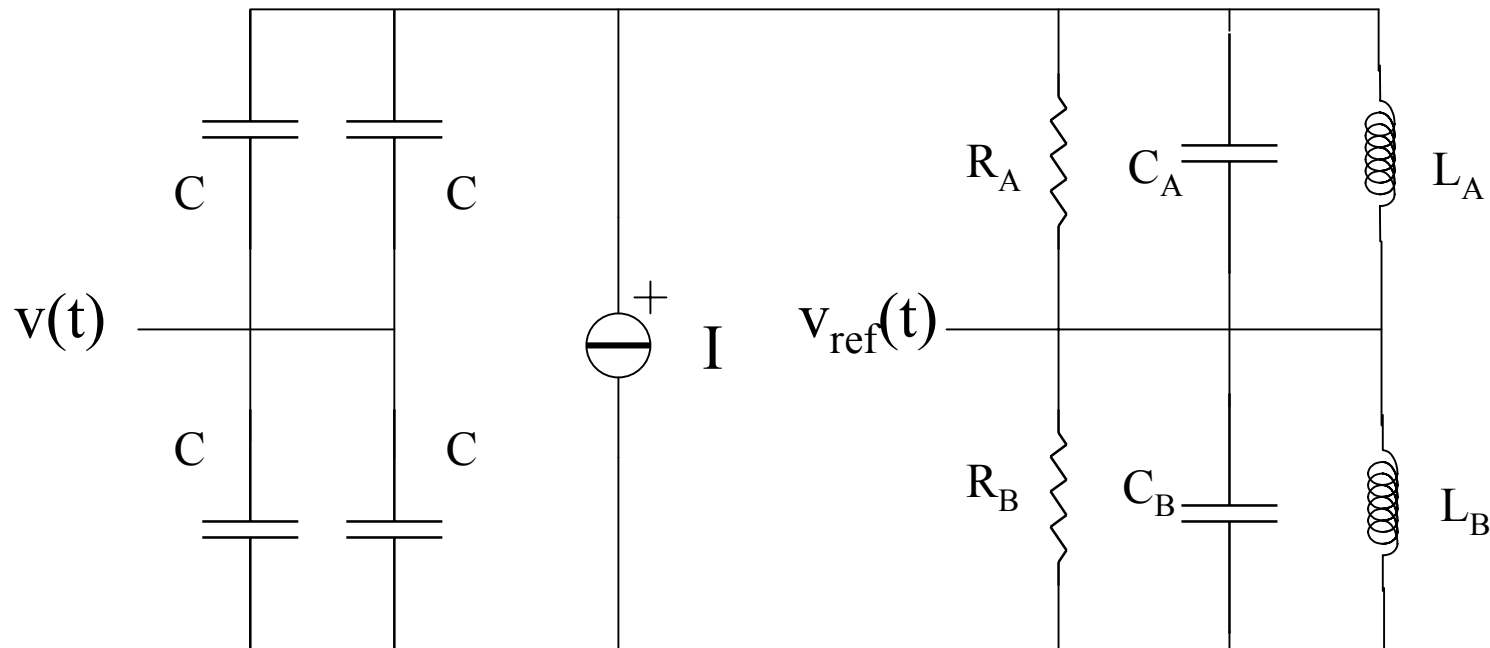 R_A C_A L_A
C C
v(t) + I v_ref(t)
C C
R_B C_B L_B